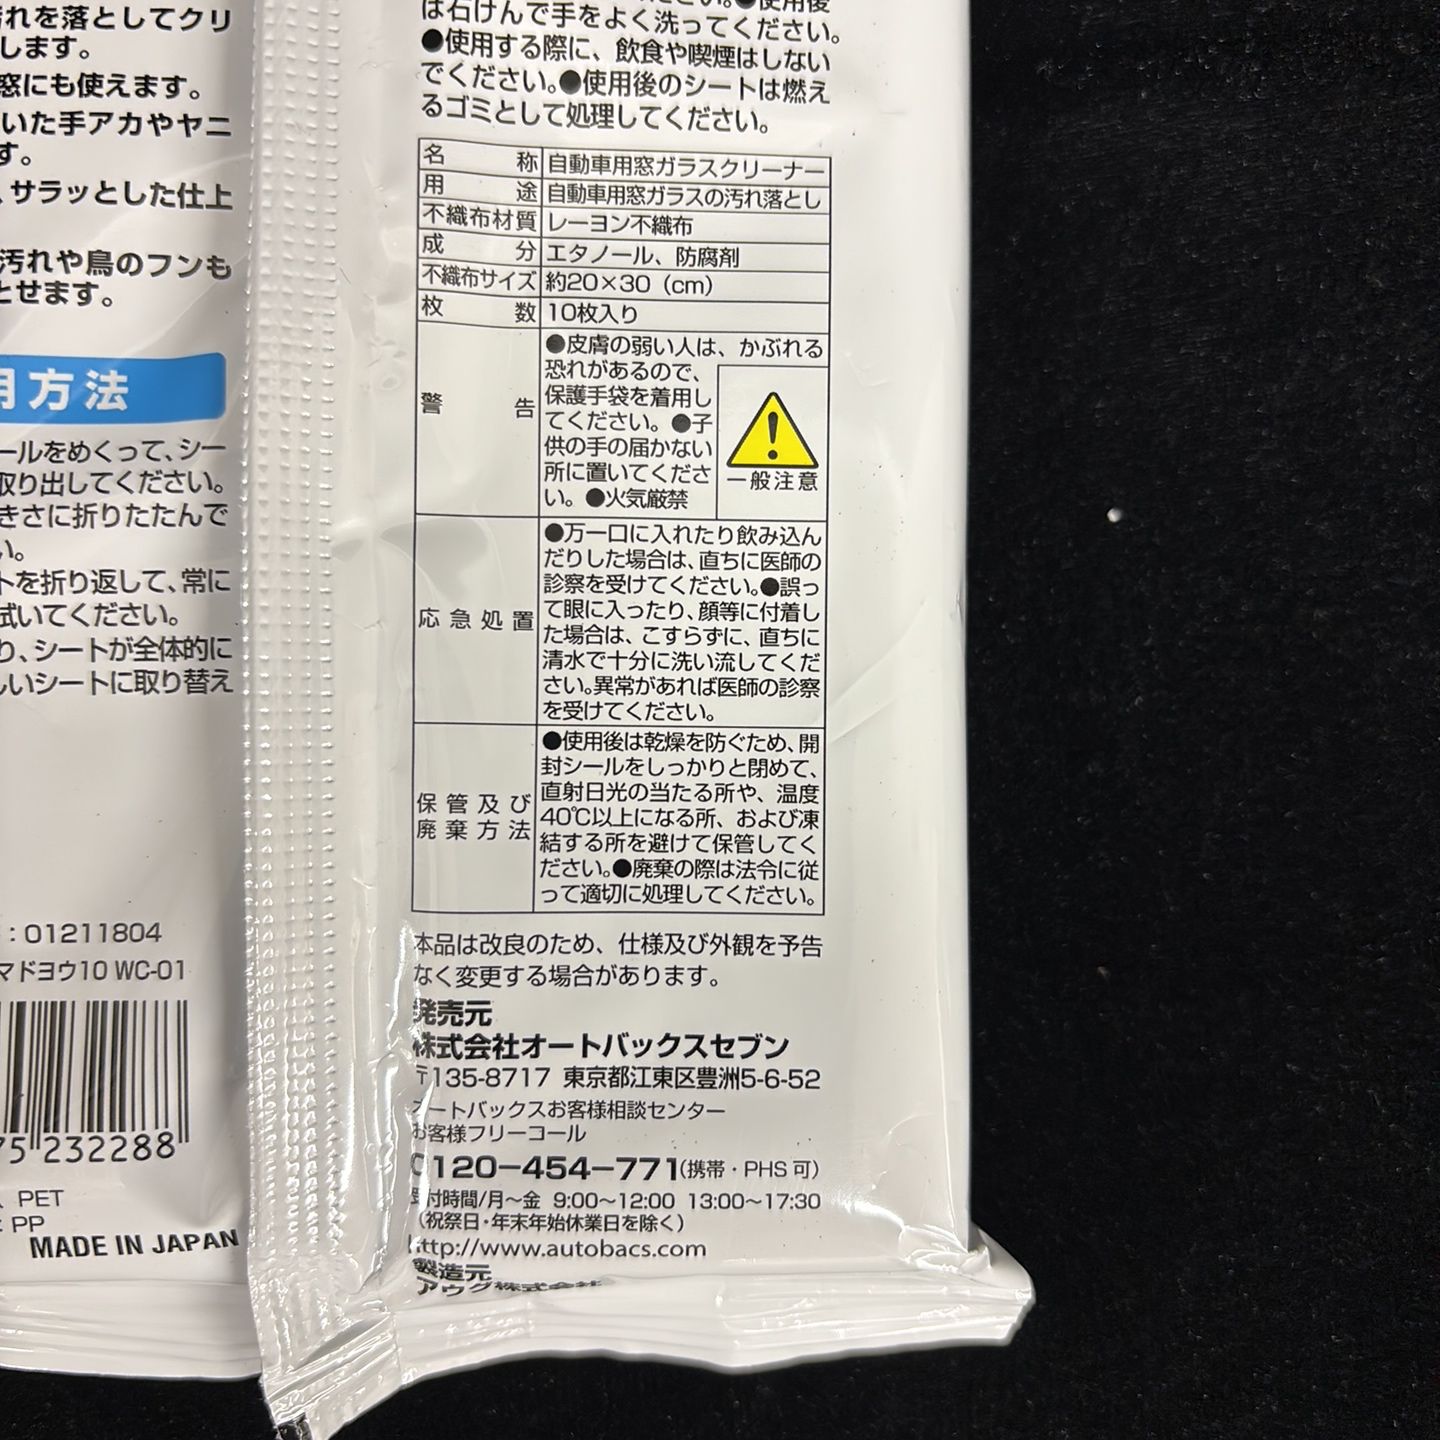 汚れを落としてクリ
します。
窓にも使えます。
いた手アカやヤニ
す。
、サラッとした仕上
汚れや鳥のフンも
とせます。
用方法
ールをめくって、シー
取り出してください。
きさに折りたたんで
い。
トを折り返して、常に
拭いてください。
り、シートが全体的に
しいシートに取り替え
：01211804
マドヨウ10 WC-01
75 232288
PET
：PP
MADE IN JAPAN
●使用後
は石けんで手をよく洗ってください。
●使用する際に、飲食や喫煙はしない
でください。●使用後のシートは燃え
るゴミとして処理してください。
名称 自動車用窓ガラスクリーナー
用途 自動車用窓ガラスの汚れ落とし
不織布材質 レーヨン不織布
成分 エタノール、防腐剤
不織布サイズ 約20×30（cm）
枚数 10枚入り
警告
●皮膚の弱い人は、かぶれる
恐れがあるので、
保護手袋を着用し
てください。●子
供の手の届かない
所に置いてくださ
い。●火気厳禁
一般注意
応急処置
●万一口に入れたり飲み込ん
だりした場合は、直ちに医師の
診察を受けてください。●誤っ
て眼に入ったり、顔等に付着し
た場合は、こすらずに、直ちに
清水で十分に洗い流してくだ
さい。異常があれば医師の診察
を受けてください。
保管及び
廃棄方法
●使用後は乾燥を防ぐため、開
封シールをしっかりと閉めて、
直射日光の当たる所や、温度
40℃以上になる所、および凍
結する所を避けて保管してく
ださい。●廃棄の際は法令に従
って適切に処理してください。
本品は改良のため、仕様及び外観を予告
なく変更する場合があります。
発売元
株式会社オートバックスセブン
〒135-8717 東京都江東区豊洲5-6-52
オートバックスお客様相談センター
お客様フリーコール
0120-454-771（携帯・PHS可）
受付時間/月～金 9:00～12:00 13:00～17:30
（祝祭日・年末年始休業日を除く）
http://www.autobacs.com
製造元
アウグ株式会社